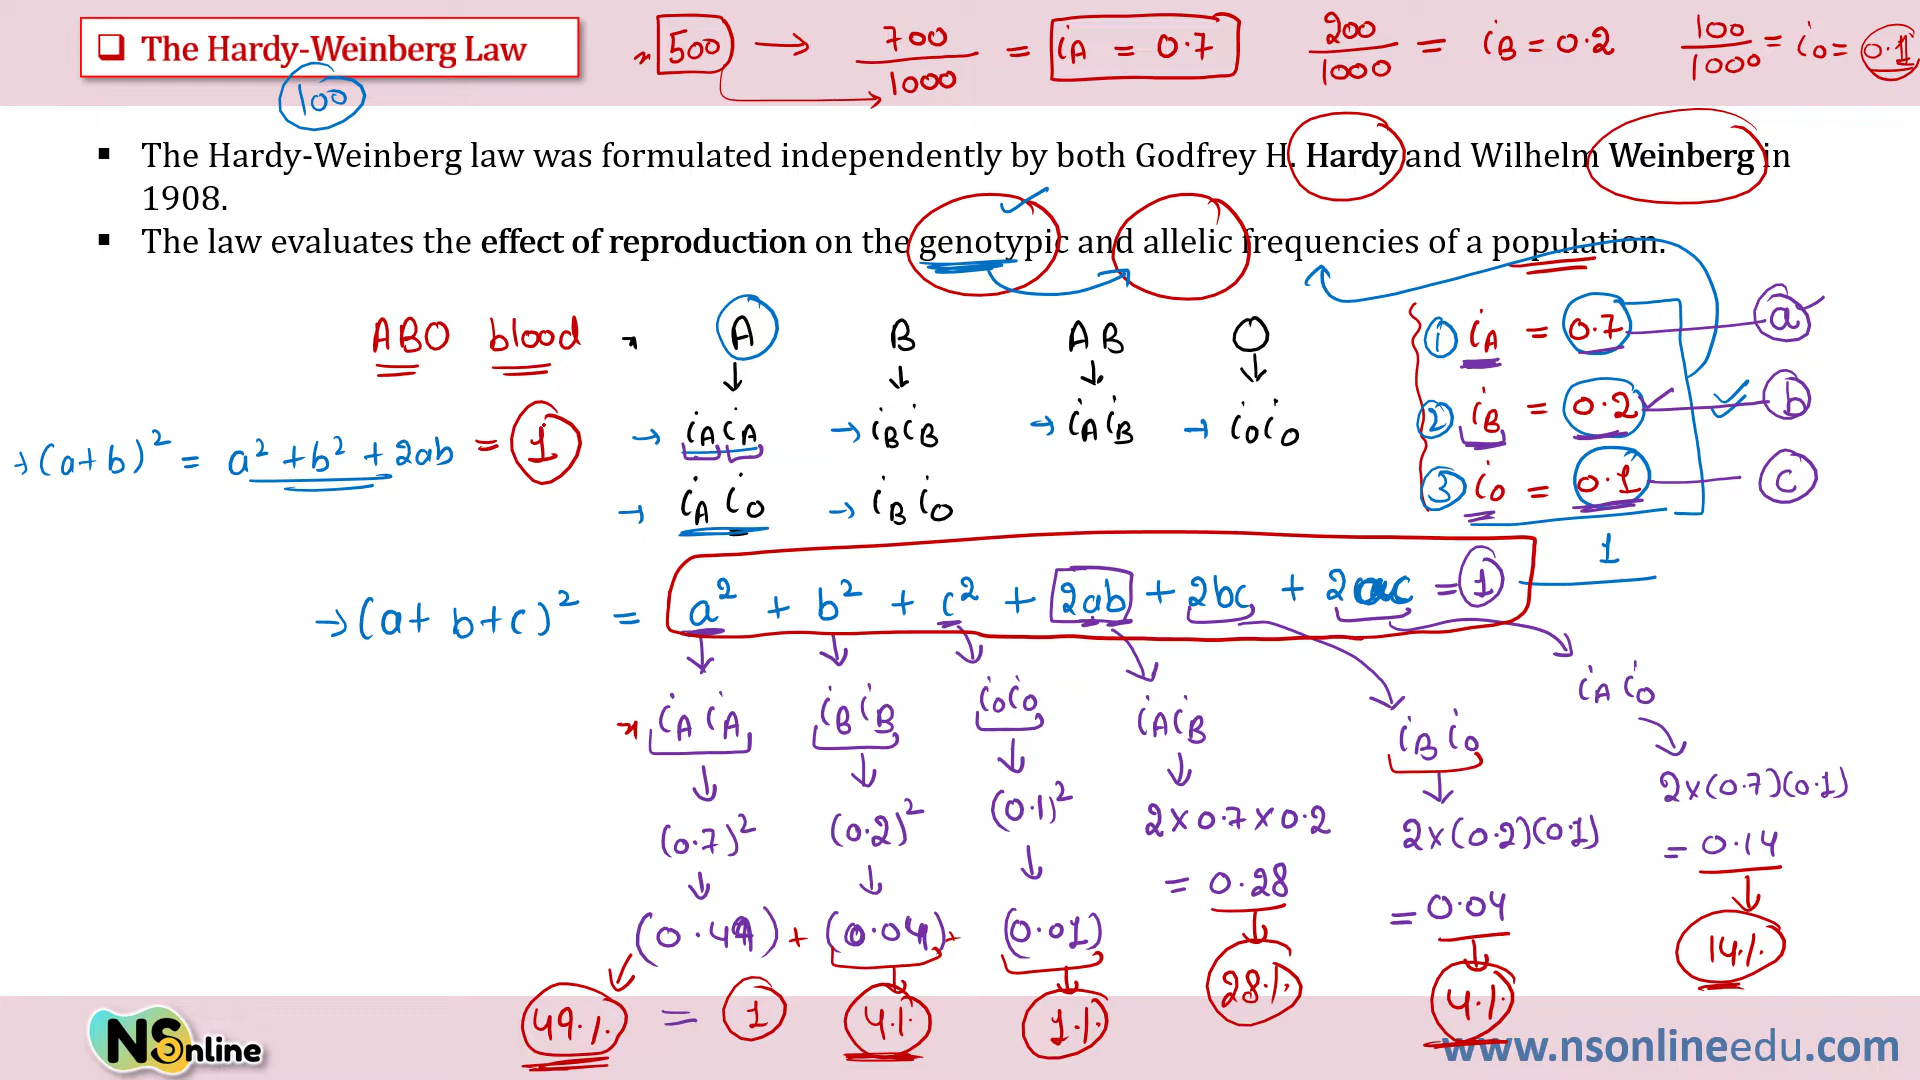 ❑ The Hardy-Weinberg Law
500 → 700/1000 = iA = 0.7
200/1000 = iB = 0.2
100/1000 = iO = 0.1
100
▪ The Hardy-Weinberg law was formulated independently by both Godfrey H. Hardy and Wilhelm Weinberg in
1908.
▪ The law evaluates the effect of reproduction on the genotypic and allelic frequencies of a population.
ABO blood A B AB O
① iA = 0.7 a
→ iAiA → iBiB → iAiB → iOiO
② iB = 0.2 b
→ (a+b)² = a² + b² + 2ab = 1
→ iAiO → iBiO
③ iO = 0.1 c
1
→ (a + b + c)² = a² + b² + c² + 2ab + 2bc + 2ac = 1
iAiA iBiB iOiO iAiB iBiO iAiO
(0.7)² (0.2)² (0.1)² 2×0.7×0.2 2×(0.2)(0.1) 2×(0.7)(0.1)
= 0.28 = 0.04 = 0.14
(0.49) + (0.04) + (0.01)
28% 4% 14%
49% = 1 4% 1%
NSOnline
www.nsonlineedu.com